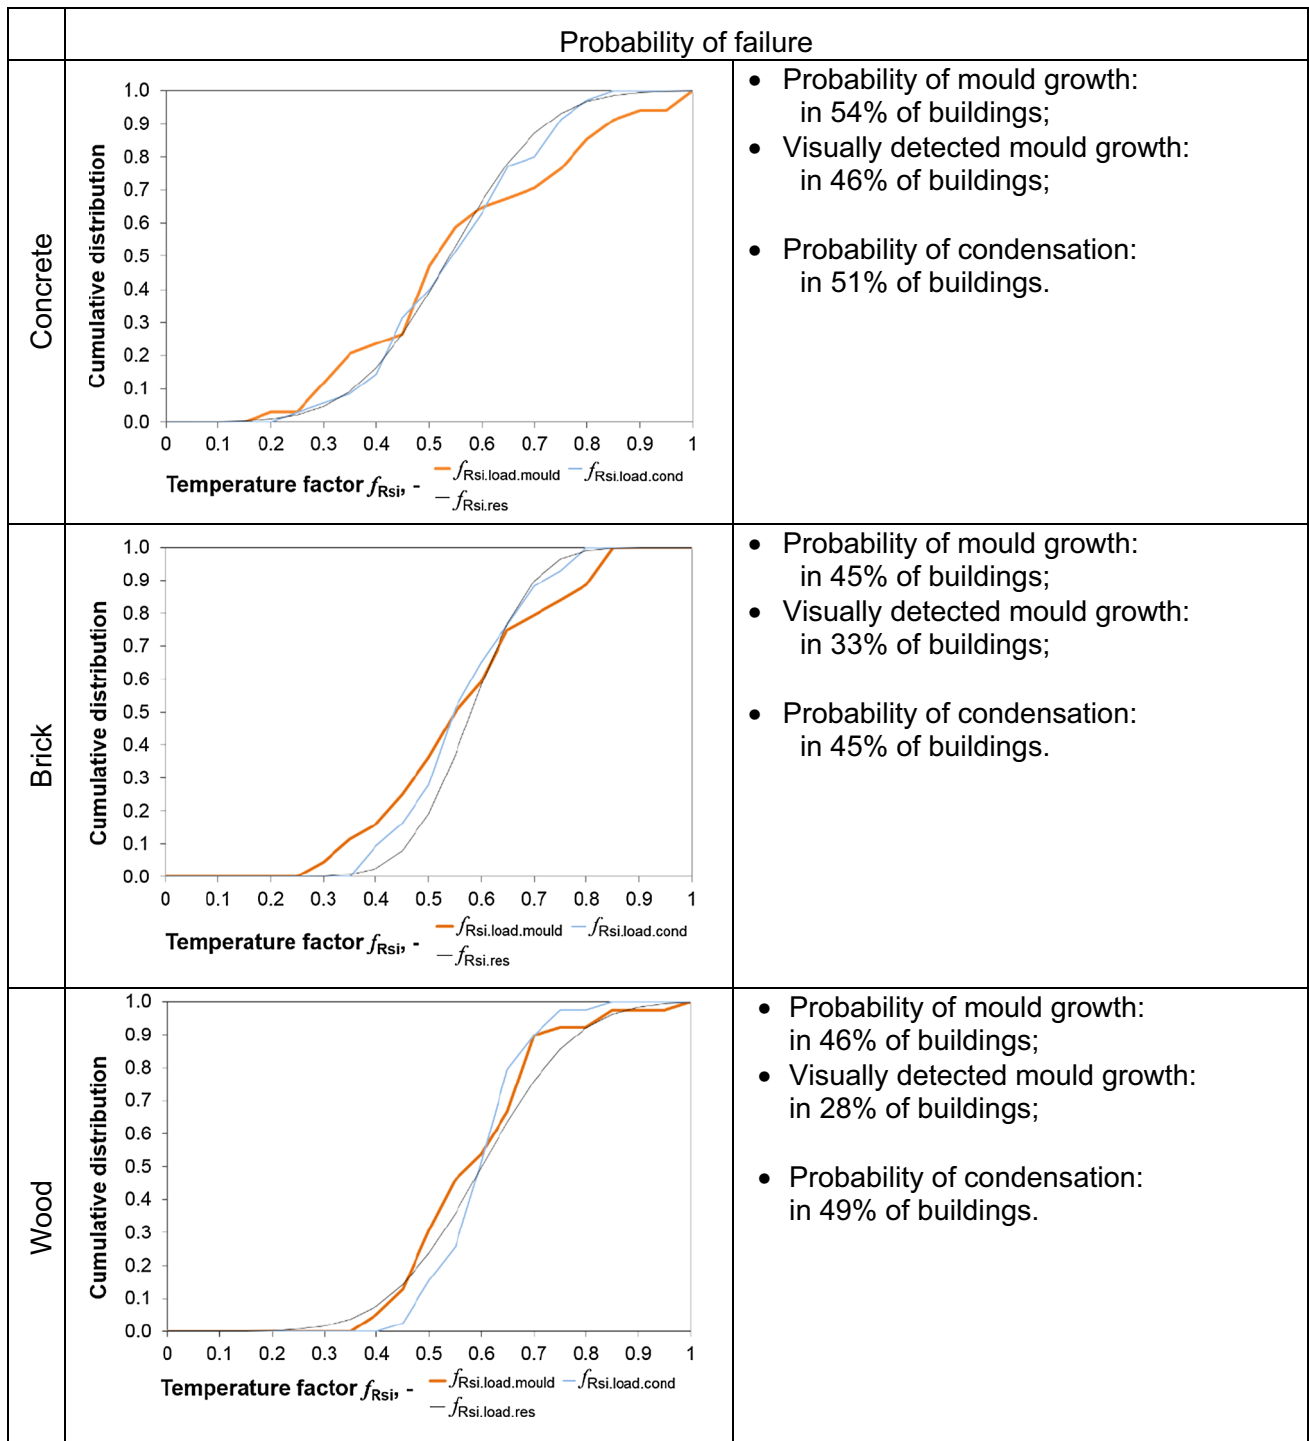 Probability of failure
Concrete
1.0
0.9
0.8
0.7
0.6
0.5
0.4
0.3
0.2
0.1
0.0
Cumulative distribution
0 0.1 0.2 0.3 0.4 0.5 0.6 0.7 0.8 0.9 1
Temperature factor fRsi, -
fRsi.load.mould fRsi.load.cond
fRsi.res
• Probability of mould growth:
in 54% of buildings;
• Visually detected mould growth:
in 46% of buildings;
• Probability of condensation:
in 51% of buildings.
Brick
1.0
0.9
0.8
0.7
0.6
0.5
0.4
0.3
0.2
0.1
0.0
Cumulative distribution
0 0.1 0.2 0.3 0.4 0.5 0.6 0.7 0.8 0.9 1
Temperature factor fRsi, -
fRsi.load.mould fRsi.load.cond
fRsi.res
• Probability of mould growth:
in 45% of buildings;
• Visually detected mould growth:
in 33% of buildings;
• Probability of condensation:
in 45% of buildings.
Wood
1.0
0.9
0.8
0.7
0.6
0.5
0.4
0.3
0.2
0.1
0.0
Cumulative distribution
0 0.1 0.2 0.3 0.4 0.5 0.6 0.7 0.8 0.9 1
Temperature factor fRsi, -
fRsi.load.mould fRsi.load.cond
fRsi.load.res
• Probability of mould growth:
in 46% of buildings;
• Visually detected mould growth:
in 28% of buildings;
• Probability of condensation:
in 49% of buildings.